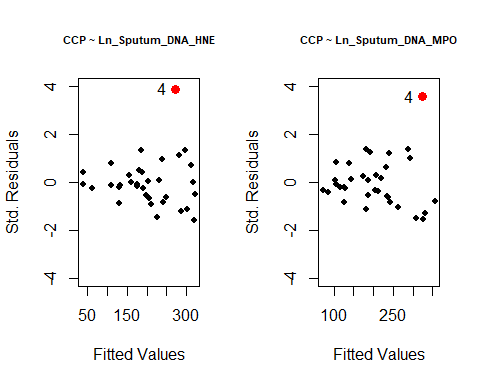 CCP ~ Ln_Sputum_DNA_HNE
Std. Residuals
4
2
0
-2
-4
4
50
150
300
Fitted Values
CCP ~ Ln_Sputum_DNA_MPO
Std. Residuals
4
2
0
-2
-4
4
100
250
Fitted Values